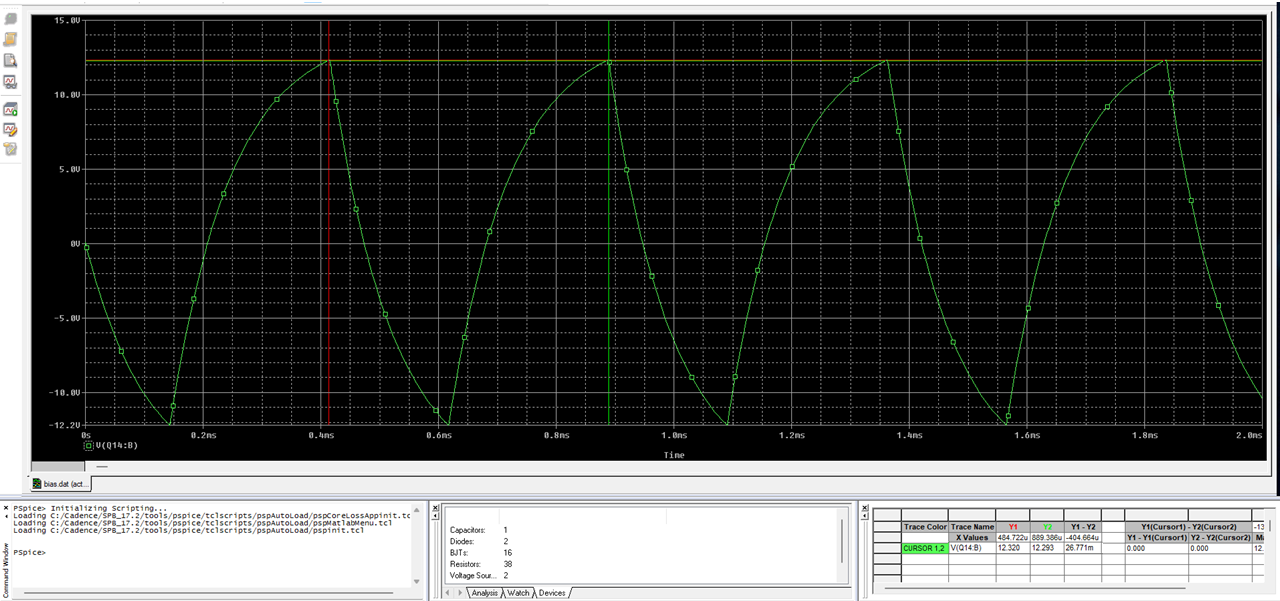 15.0V
10.0V
5.0V
0V
-5.0V
-10.0V
-12.2V
0s 0.2ms 0.4ms 0.6ms 0.8ms 1.0ms 1.2ms 1.4ms 1.6ms 1.8ms 2.0ms
V(Q14:B)
Time
bias.dat (act...
PSpice> Initializing Scripting...
Loading C:/Cadence/SPB_17.2/tools/pspice/tclscripts/pspAutoLoad/pspCoreLossAppinit.tc
Loading C:/Cadence/SPB_17.2/tools/pspice/tclscripts/pspAutoLoad/pspMatlabMenu.tcl
Loading C:/Cadence/SPB_17.2/tools/pspice/tclscripts/pspinit.tcl
PSpice>
Command Window
Capacitors: 1
Diodes: 2
BJTs: 16
Resistors: 38
Voltage Sour... 2
Analysis Watch Devices
Trace Color Trace Name Y1 Y2 Y1 - Y2 Y1(Cursor1) - Y2(Cursor2) -13
X Values 484.722u 889.386u -404.664u Y1 - Y1(Cursor1) Y2 - Y2(Cursor2) Ma
CURSOR 1,2 V(Q14:B) 12.320 12.293 26.771m 0.000 0.000 12.